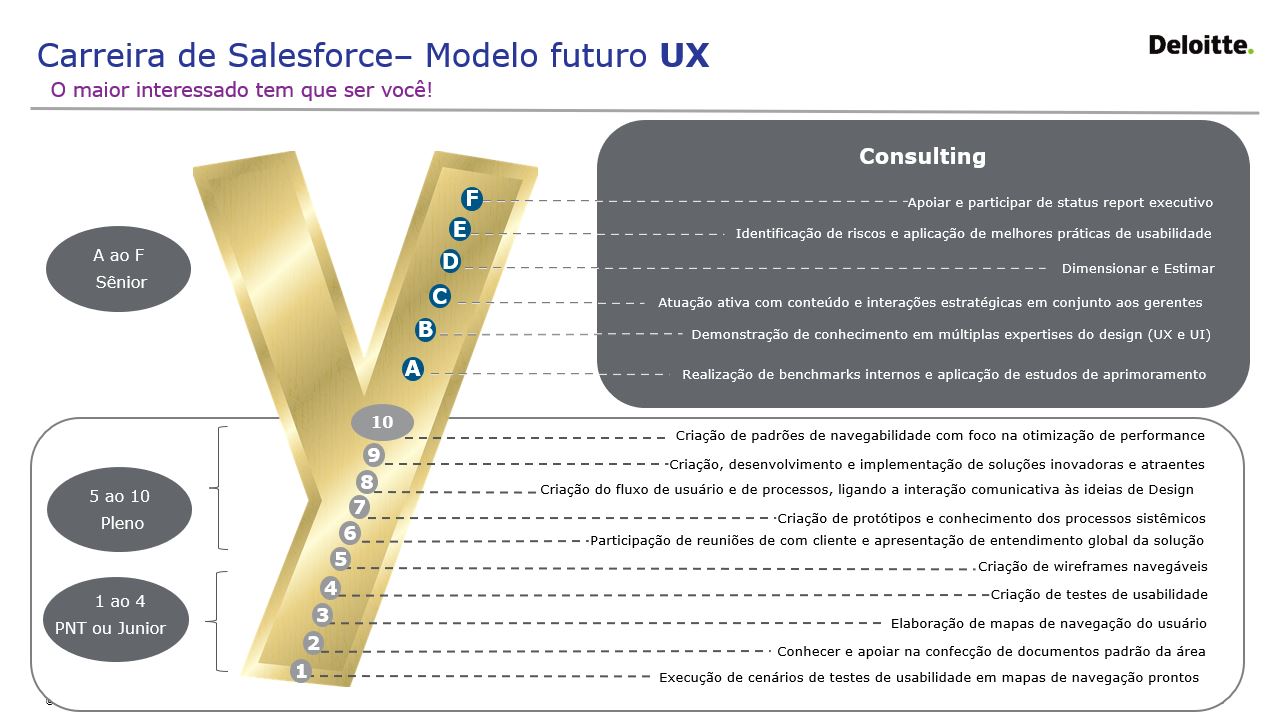 Carreira de Salesforce– Modelo futuro UX
Deloitte.
O maior interessado tem que ser você!
Consulting
F
Apoiar e participar de status report executivo
E
Identificação de riscos e aplicação de melhores práticas de usabilidade
D
Dimensionar e Estimar
C
Atuação ativa com conteúdo e interações estratégicas em conjunto aos gerentes
B
Demonstração de conhecimento em múltiplas expertises do design (UX e UI)
A
Realização de benchmarks internos e aplicação de estudos de aprimoramento
A ao F
Sênior
10
Criação de padrões de navegabilidade com foco na otimização de performance
9
Criação, desenvolvimento e implementação de soluções inovadoras e atraentes
8
Criação do fluxo de usuário e de processos, ligando a interação comunicativa às ideias de Design
7
Criação de protótipos e conhecimento dos processos sistêmicos
6
Participação de reuniões de com cliente e apresentação de entendimento global da solução
5
Criação de wireframes navegáveis
5 ao 10
Pleno
4
Criação de testes de usabilidade
3
Elaboração de mapas de navegação do usuário
2
Conhecer e apoiar na confecção de documentos padrão da área
1
Execução de cenários de testes de usabilidade em mapas de navegação prontos
1 ao 4
PNT ou Junior